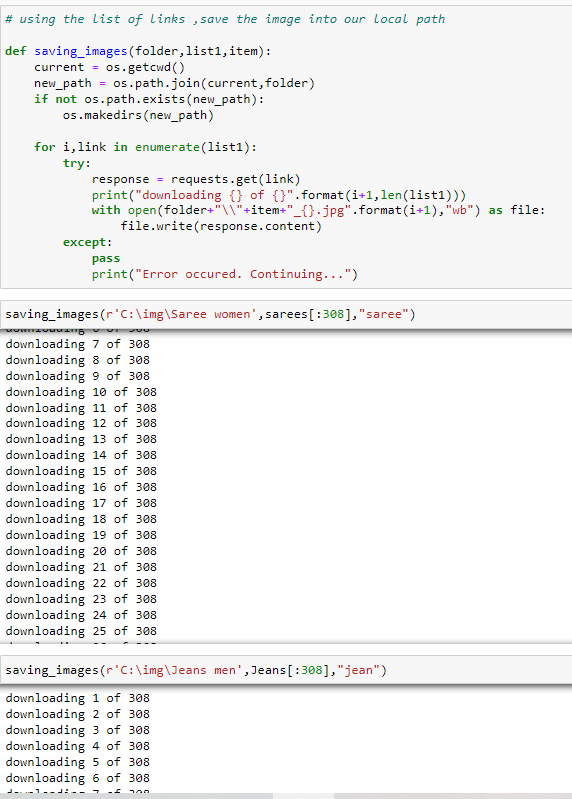 # using the list of links ,save the image into our local path
def saving_images(folder,list1,item):
    current = os.getcwd()
    new_path = os.path.join(current,folder)
    if not os.path.exists(new_path):
        os.makedirs(new_path)
    for i,link in enumerate(list1):
        try:
            response = requests.get(link)
            print("downloading {} of {}".format(i+1,len(list1)))
            with open(folder+"\\"+item+"_{}.jpg".format(i+1),"wb") as file:
                file.write(response.content)
        except:
            pass
            print("Error occured. Continuing...")
saving_images(r'C:\img\Saree women',sarees[:308],"saree")
downloading 7 of 308
downloading 8 of 308
downloading 9 of 308
downloading 10 of 308
downloading 11 of 308
downloading 12 of 308
downloading 13 of 308
downloading 14 of 308
downloading 15 of 308
downloading 16 of 308
downloading 17 of 308
downloading 18 of 308
downloading 19 of 308
downloading 20 of 308
downloading 21 of 308
downloading 22 of 308
downloading 23 of 308
downloading 24 of 308
downloading 25 of 308
saving_images(r'C:\img\Jeans men',Jeans[:308],"jean")
downloading 1 of 308
downloading 2 of 308
downloading 3 of 308
downloading 4 of 308
downloading 5 of 308
downloading 6 of 308